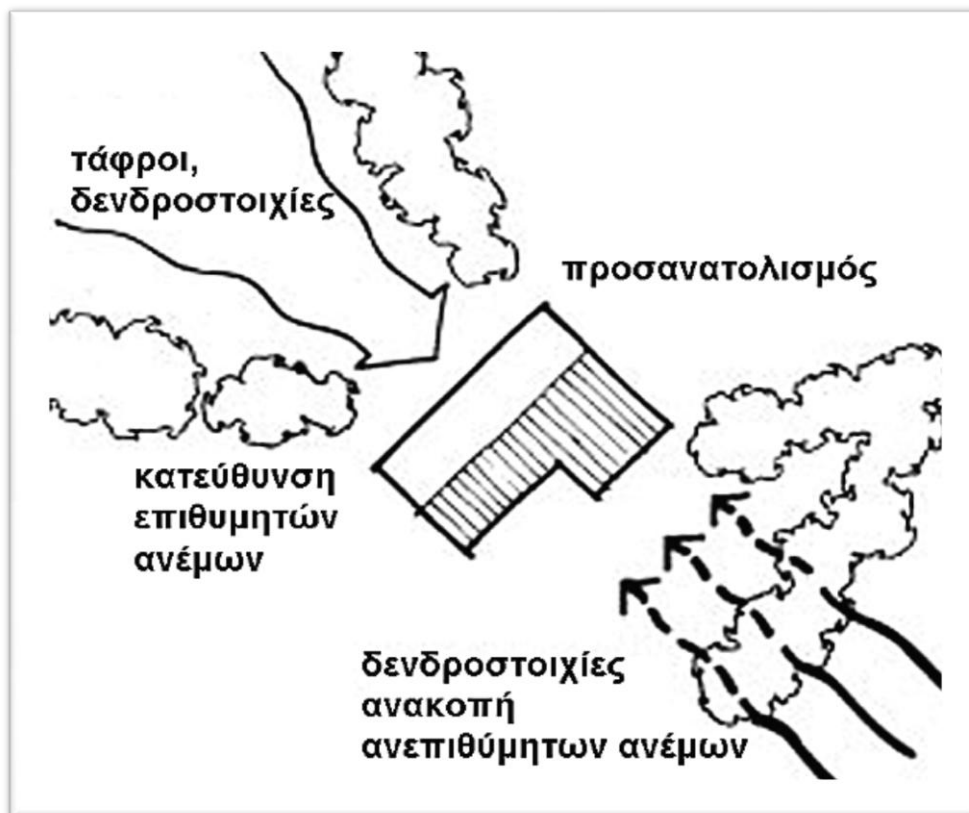 τάφροι,
δενδροστοιχίες
προσανατολισμός
κατεύθυνση
επιθυμητών
ανέμων
δενδροστοιχίες
ανακοπή
ανεπιθύμητων ανέμων